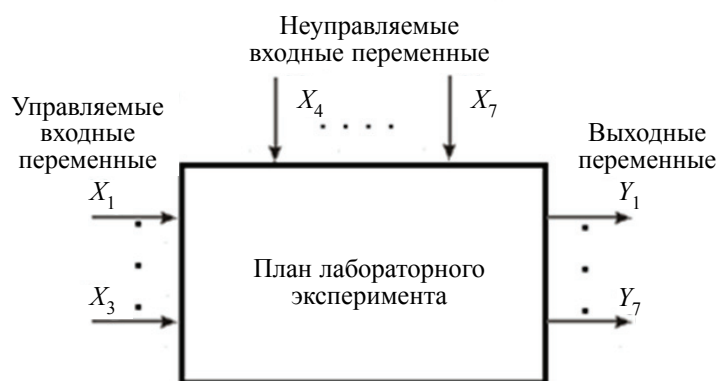 Неуправляемые
входные переменные
X4
. . . .
X7
Управляемые
входные
переменные
X1
X3
План лабораторного
эксперимента
Выходные
переменные
Y1
Y7